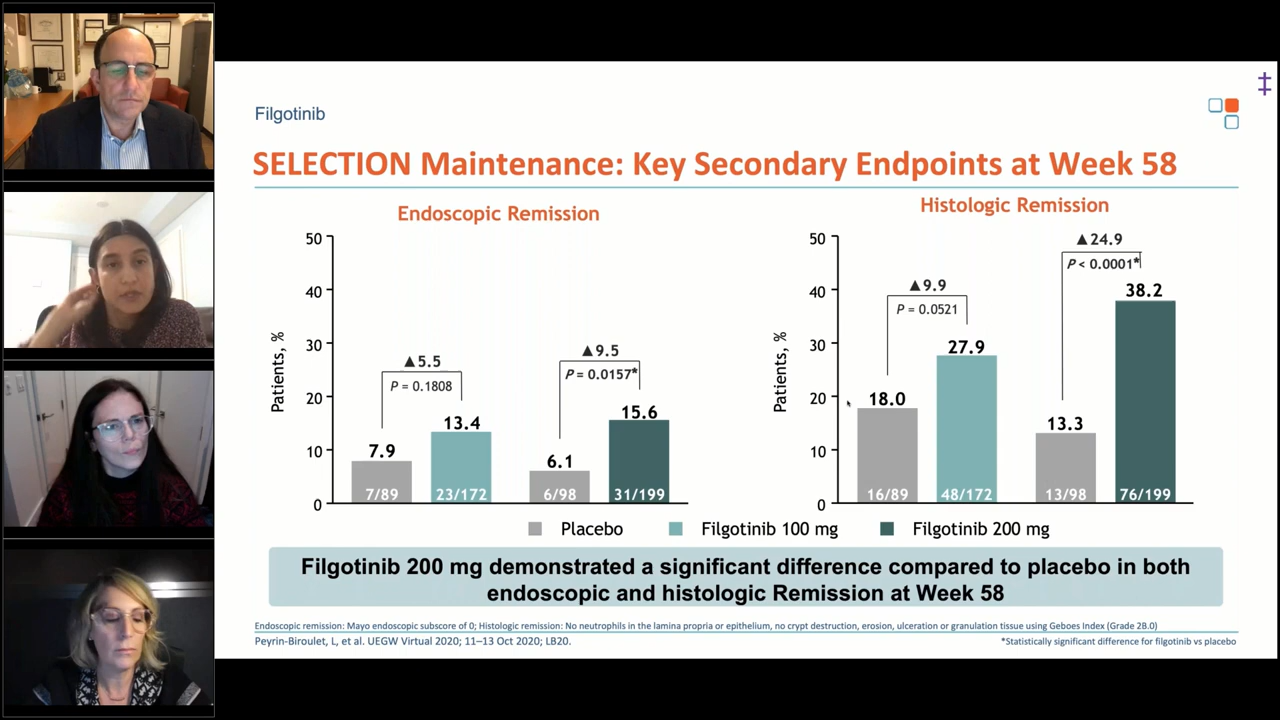 Filgotinib
‡
SELECTION Maintenance: Key Secondary Endpoints at Week 58
Endoscopic Remission
Patients, %
50
40
30
20
10
0
▲5.5
P = 0.1808
7.9
13.4
7/89
23/172
▲9.5
P = 0.0157*
6.1
15.6
6/98
31/199
Histologic Remission
Patients, %
50
40
30
20
10
0
▲9.9
P = 0.0521
18.0
27.9
16/89
48/172
▲24.9
P < 0.0001*
13.3
38.2
13/98
76/199
Placebo
Filgotinib 100 mg
Filgotinib 200 mg
Filgotinib 200 mg demonstrated a significant difference compared to placebo in both
endoscopic and histologic Remission at Week 58
Endoscopic remission: Mayo endoscopic subscore of 0; Histologic remission: No neutrophils in the lamina propria or epithelium, no crypt destruction, erosion, ulceration or granulation tissue using Geboes Index (Grade 2B.0)
Peyrin-Biroulet, L, et al. UEGW Virtual 2020; 11–13 Oct 2020; LB20.
*Statistically significant difference for filgotinib vs placebo